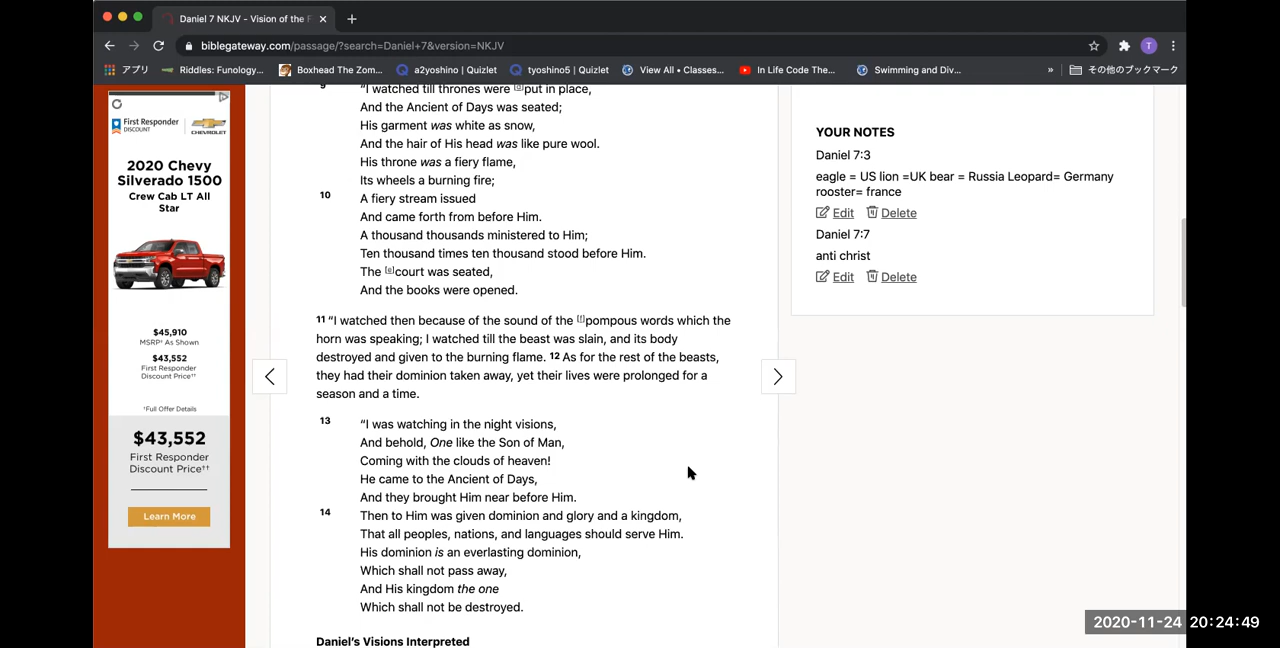 Daniel 7 NKJV - Vision of the F
biblegateway.com/passage/?search=Daniel+7&version=NKJV
T
アプリ
Riddles: Funology...
Boxhead The Zom...
a2yoshino | Quizlet
tyoshino5 | Quizlet
View All • Classes...
In Life Code The...
Swimming and Div...
»
その他のブックマーク
First Responder
DISCOUNT
CHEVROLET
2020 Chevy
Silverado 1500
Crew Cab LT All
Star
$45,910
MSRP† As Shown
$43,552
First Responder
Discount Price††
†Full Offer Details
$43,552
First Responder
Discount Price††
Learn More
9 “I watched till thrones were [d]put in place,
And the Ancient of Days was seated;
His garment was white as snow,
And the hair of His head was like pure wool.
His throne was a fiery flame,
Its wheels a burning fire;
10 A fiery stream issued
And came forth from before Him.
A thousand thousands ministered to Him;
Ten thousand times ten thousand stood before Him.
The [e]court was seated,
And the books were opened.
11 “I watched then because of the sound of the [f]pompous words which the
horn was speaking; I watched till the beast was slain, and its body
destroyed and given to the burning flame. 12 As for the rest of the beasts,
they had their dominion taken away, yet their lives were prolonged for a
season and a time.
13 “I was watching in the night visions,
And behold, One like the Son of Man,
Coming with the clouds of heaven!
He came to the Ancient of Days,
And they brought Him near before Him.
14 Then to Him was given dominion and glory and a kingdom,
That all peoples, nations, and languages should serve Him.
His dominion is an everlasting dominion,
Which shall not pass away,
And His kingdom the one
Which shall not be destroyed.
Daniel’s Visions Interpreted
YOUR NOTES
Daniel 7:3
eagle = US lion =UK bear = Russia Leopard= Germany
rooster= france
Edit Delete
Daniel 7:7
anti christ
Edit Delete
2020-11-24 20:24:49